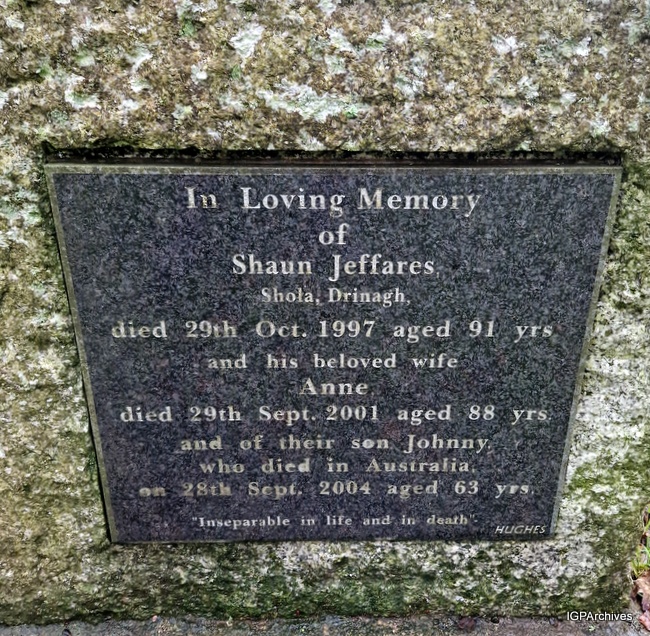 In Loving Memory
of
Shaun Jeffares,
Shola, Drinagh,
died 29th Oct. 1997 aged 91 yrs
and his beloved wife
Anne
died 29th Sept. 2001 aged 88 yrs
and of their son Johnny,
who died in Australia
on 28th Sept. 2004 aged 63 yrs.
"Inseparable in life and in death".
HUGHES
IGPArchives